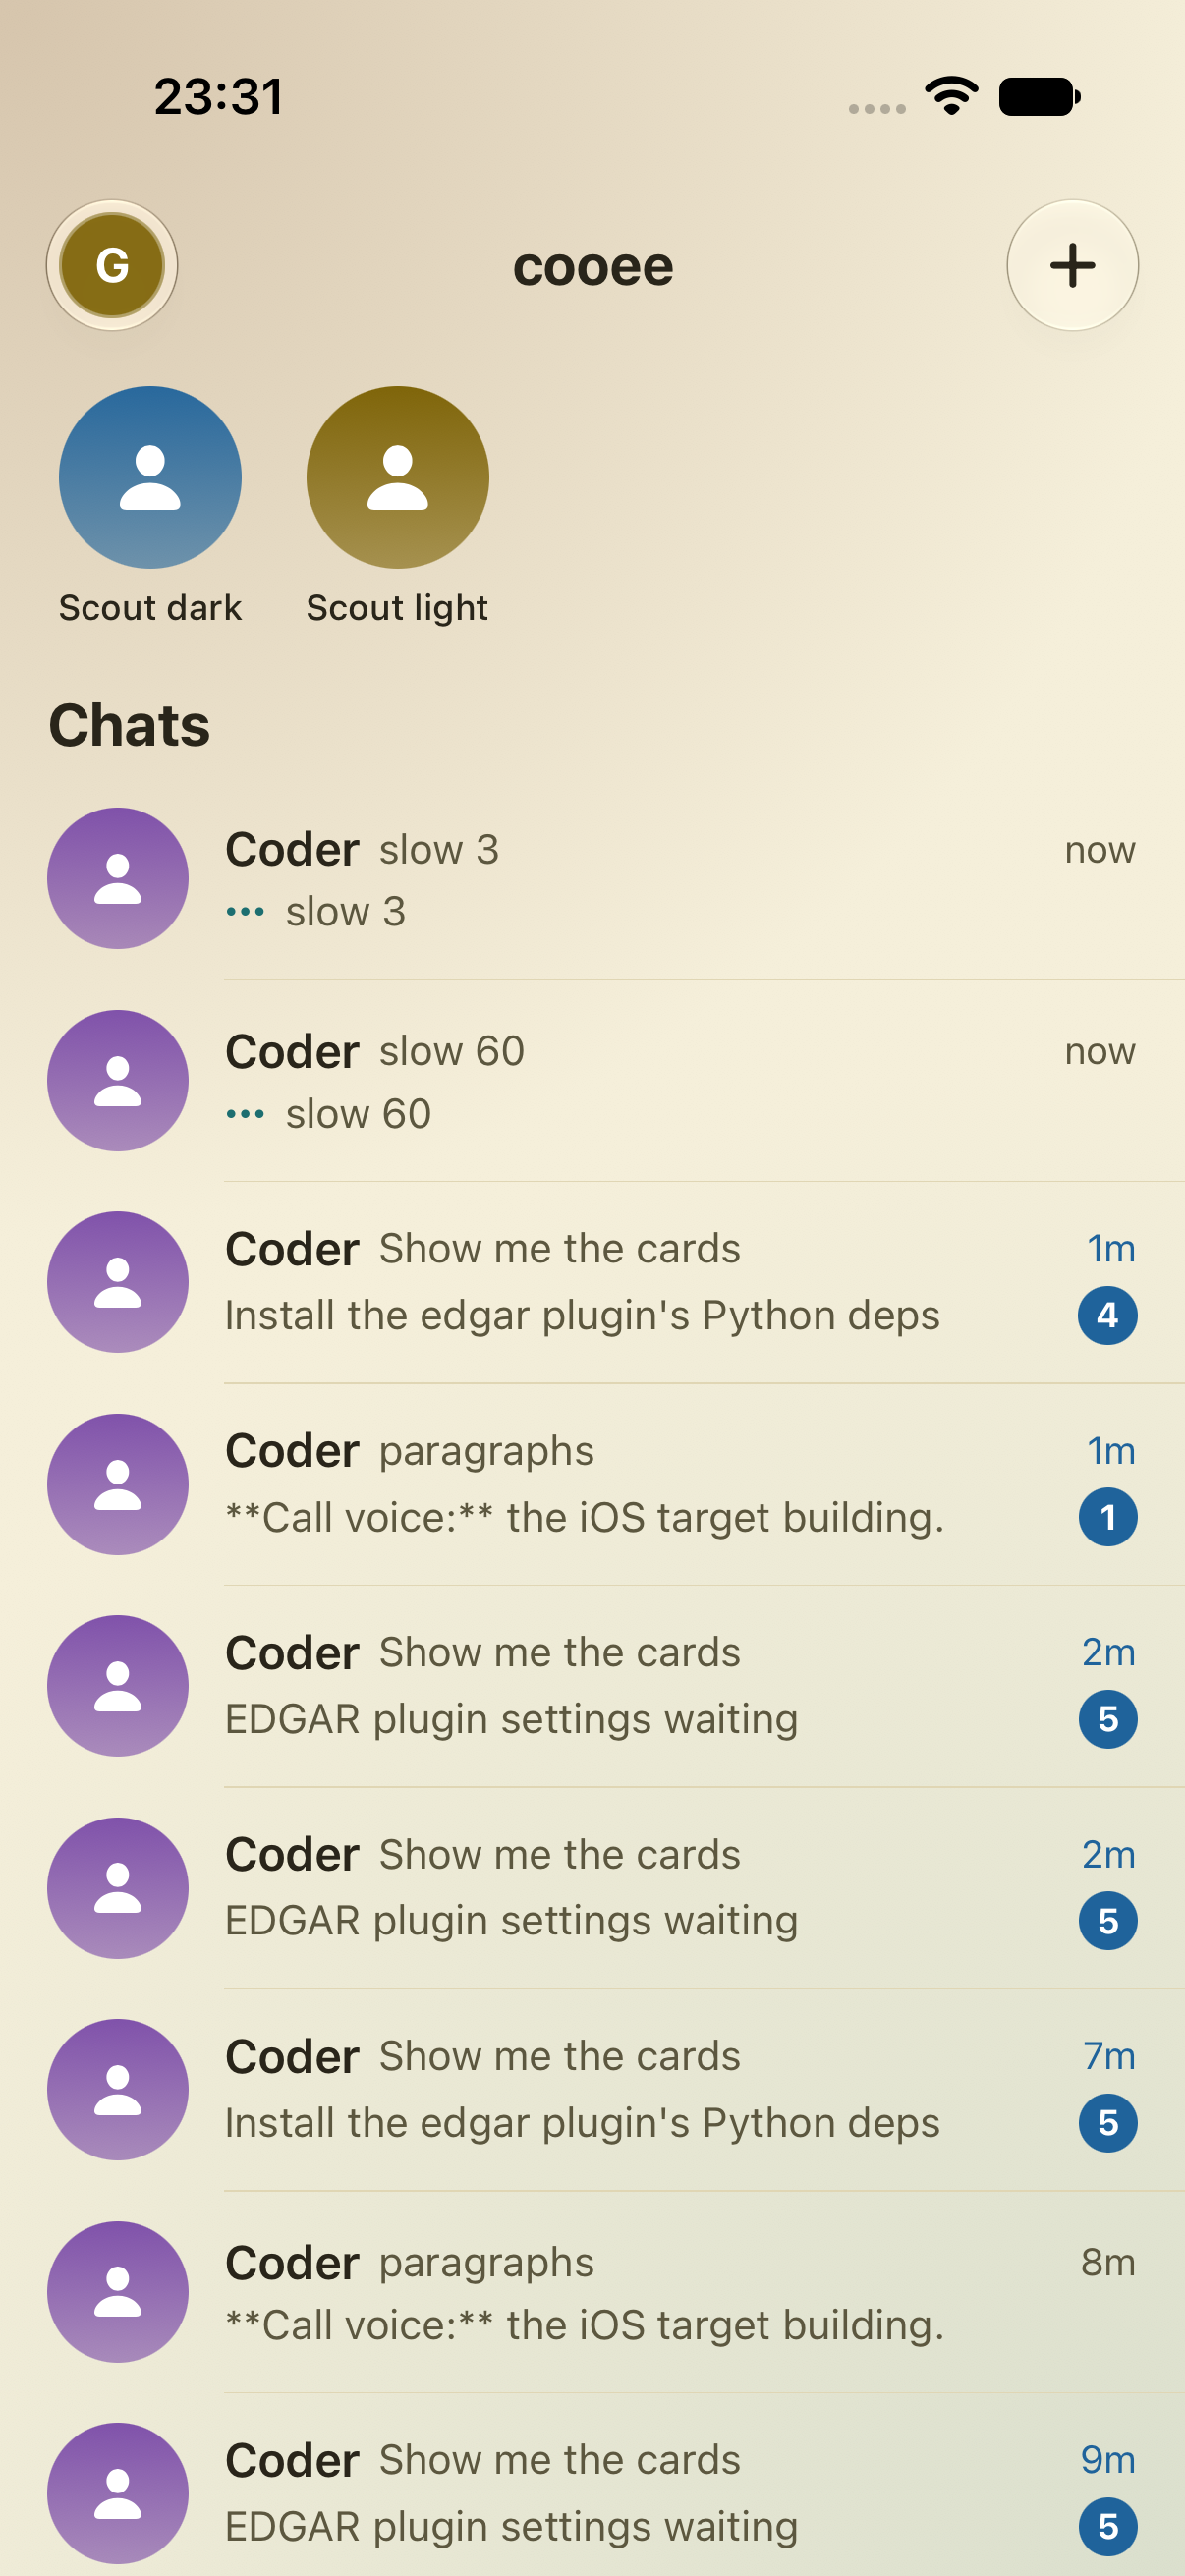 23:31
G
cooee
+
Scout dark
Scout light
Chats
Coder slow 3 now
••• slow 3
Coder slow 60 now
••• slow 60
Coder Show me the cards 1m
Install the edgar plugin's Python deps 4
Coder paragraphs 1m
**Call voice:** the iOS target building. 1
Coder Show me the cards 2m
EDGAR plugin settings waiting 5
Coder Show me the cards 2m
EDGAR plugin settings waiting 5
Coder Show me the cards 7m
Install the edgar plugin's Python deps 5
Coder paragraphs 8m
**Call voice:** the iOS target building.
Coder Show me the cards 9m
EDGAR plugin settings waiting 5